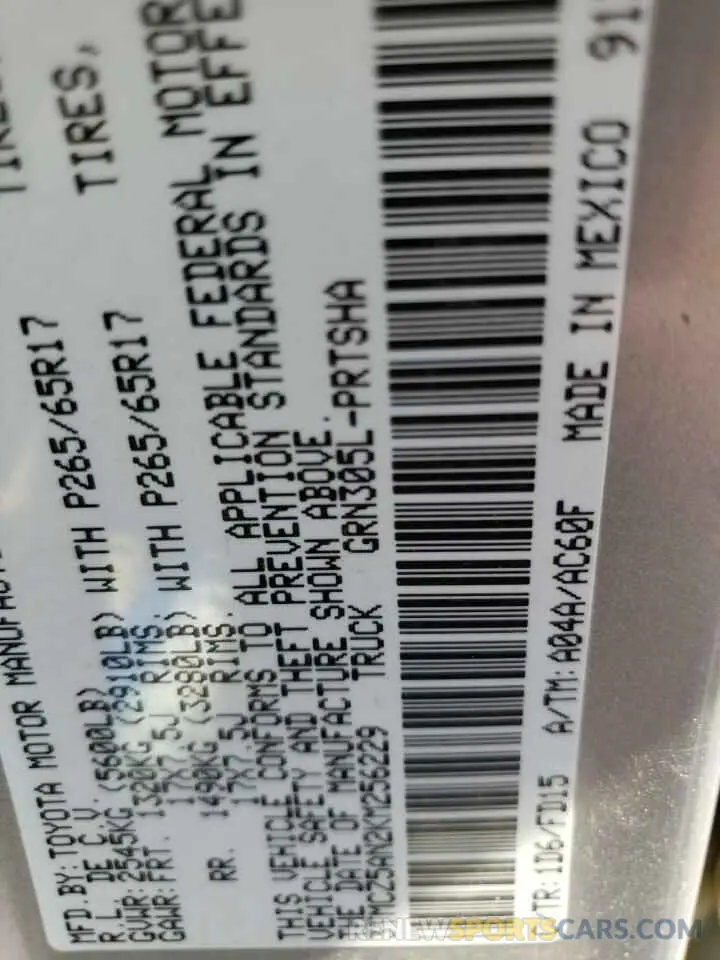 TIRES,
MFD.BY:TOYOTA MOTOR
R.L. DE C.V.
GVWR:2545KG (5600LB)
GAWR:FRT. 1320KG (2910LB) WITH P265/65R17 TIRES,
17X7.5J RIMS:
RR. 1490KG (3280LB) WITH P265/65R17
17X7.5J RIMS.
THIS VEHICLE CONFORMS TO ALL APPLICABLE FEDERAL MOTOR
VEHICLE SAFETY AND THEFT PREVENTION STANDARDS IN EFFE
THE DATE OF MANUFACTURE SHOWN ABOVE.
MCZ5AN2KM256229 TRUCK GRN305L-PRTSHA
/TR: 1D6/FD15 A/TM: A04A/AC60F MADE IN MEXICO 91
RENEWSPORTSCARS.COM